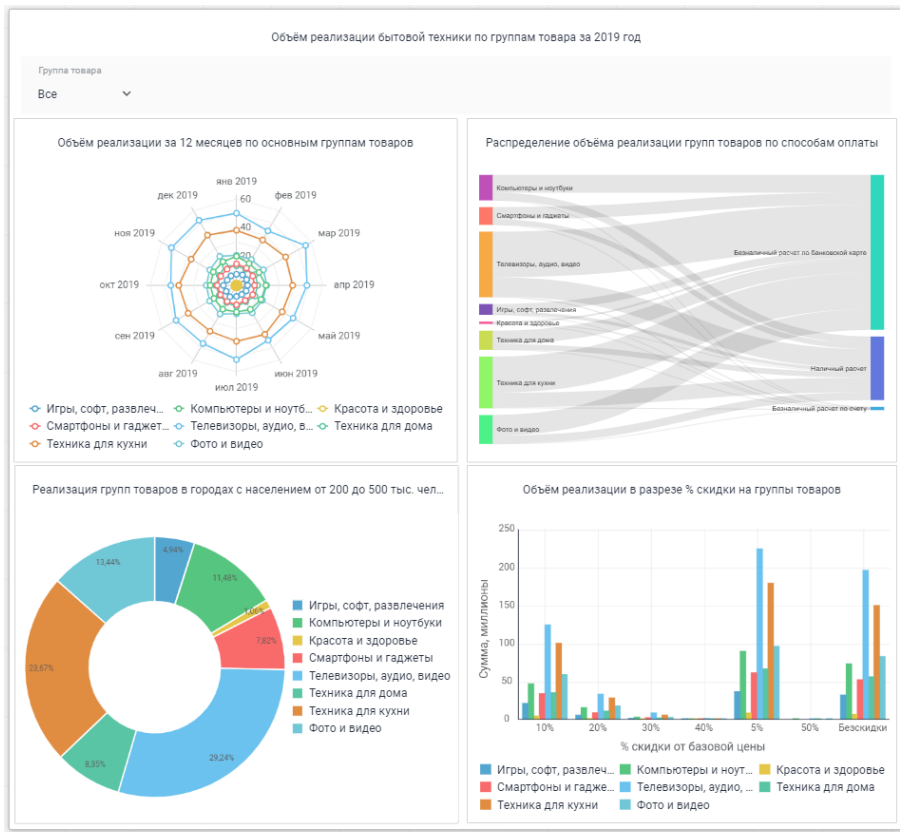 Объём реализации бытовой техники по группам товара за 2019 год
Группа товара
Все
Объём реализации за 12 месяцев по основным группам товаров
янв 2019
дек 2019
фев 2019
60
ноя 2019
40
мар 2019
20
окт 2019
апр 2019
сен 2019
май 2019
авг 2019
июн 2019
июл 2019
Игры, софт, развлеч...
Компьютеры и ноутб...
Красота и здоровье
Смартфоны и гаджет...
Телевизоры, аудио, в...
Техника для дома
Техника для кухни
Фото и видео
Распределение объёма реализации групп товаров по способам оплаты
Компьютеры и ноутбуки
Смартфоны и гаджеты
Телевизоры, аудио, видео
Игры, софт, развлечения
Красота и здоровье
Техника для дома
Техника для кухни
Фото и видео
Безналичный расчет по банковской карте
Наличный расчет
Безналичный расчет по счету
Реализация групп товаров в городах с населением от 200 до 500 тыс. чел...
4,94%
11,48%
1,06%
7,82%
29,24%
8,35%
23,67%
13,44%
Игры, софт, развлечения
Компьютеры и ноутбуки
Красота и здоровье
Смартфоны и гаджеты
Телевизоры, аудио, видео
Техника для дома
Техника для кухни
Фото и видео
Объём реализации в разрезе % скидки на группы товаров
Сумма, миллионы
250
200
150
100
50
0
10%
20%
30%
40%
5%
50%
Безскидки
% скидки от базовой цены
Игры, софт, развлеч...
Компьютеры и ноут...
Красота и здоровье
Смартфоны и гадже...
Телевизоры, аудио, ...
Техника для дома
Техника для кухни
Фото и видео